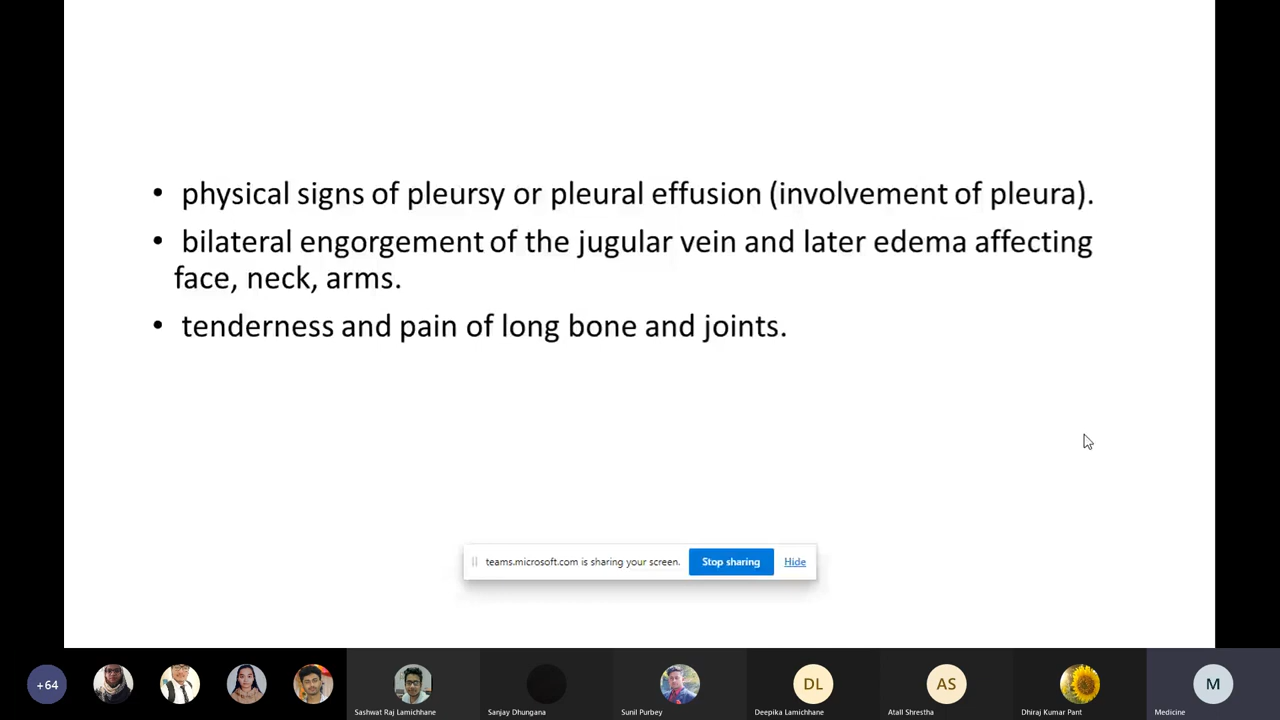 • physical signs of pleursy or pleural effusion (involvement of pleura).
• bilateral engorgement of the jugular vein and later edema affecting
face, neck, arms.
• tenderness and pain of long bone and joints.
teams.microsoft.com is sharing your screen. Stop sharing Hide
+64 DL AS M
Sashwat Raj Lamichhane Sanjay Dhungana Sunil Purbey Deepika Lamichhane Atall Shrestha Dhiraj Kumar Pant Medicine